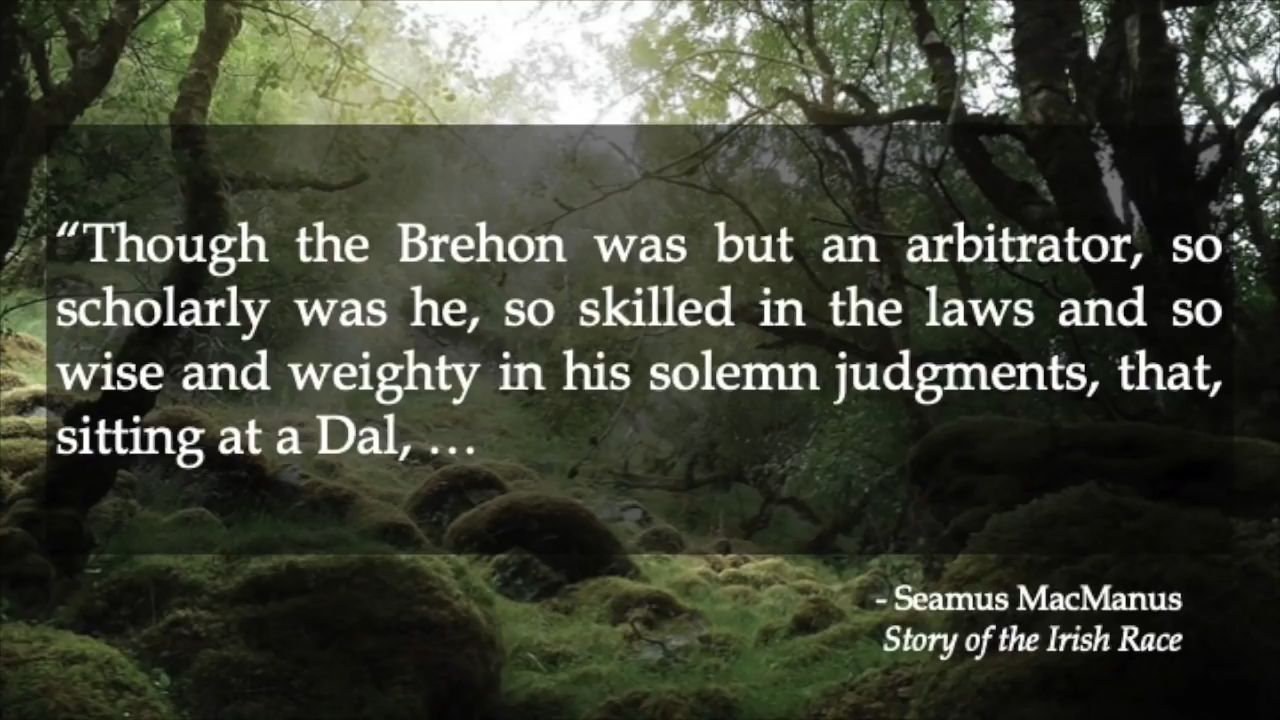 “Though the Brehon was but an arbitrator, so
scholarly was he, so skilled in the laws and so
wise and weighty in his solemn judgments, that,
sitting at a Dal, …
- Seamus MacManus
Story of the Irish Race